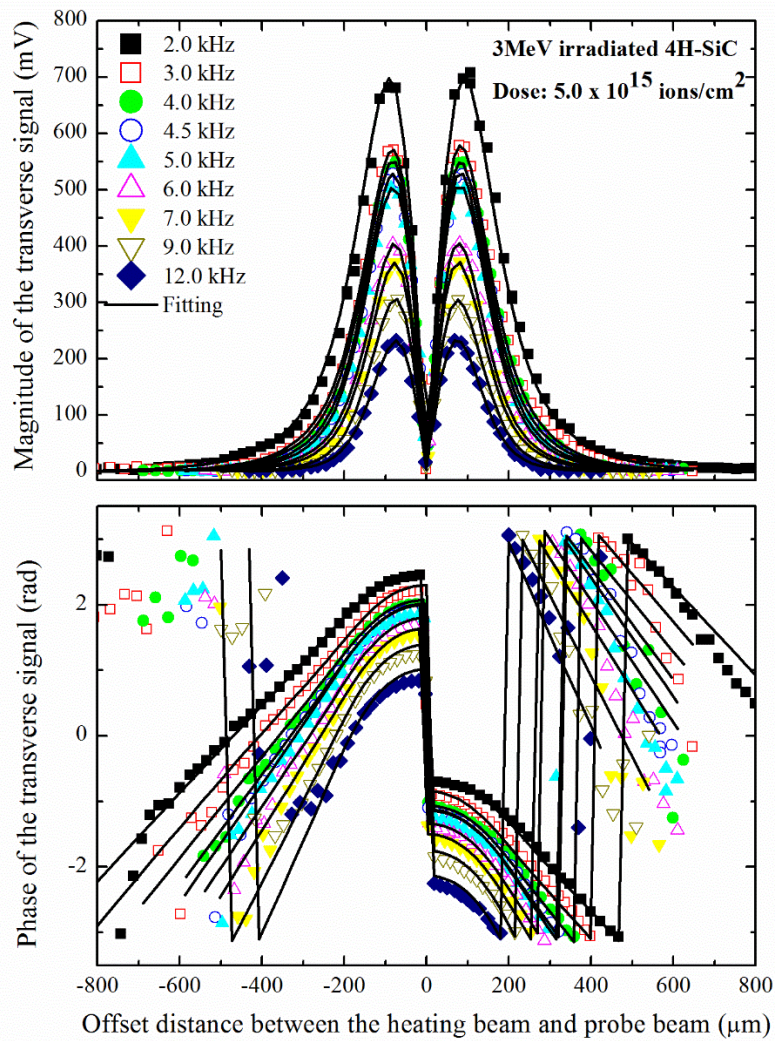 800
700
600
500
400
300
200
100
0
Magnitude of the transverse signal (mV)
2.0 kHz
3.0 kHz
4.0 kHz
4.5 kHz
5.0 kHz
6.0 kHz
7.0 kHz
9.0 kHz
12.0 kHz
Fitting
3MeV irradiated 4H-SiC
Dose: 5.0 x 10¹⁵ ions/cm²
2
0
-2
Phase of the transverse signal (rad)
-800 -600 -400 -200 0 200 400 600 800
Offset distance between the heating beam and probe beam (μm)